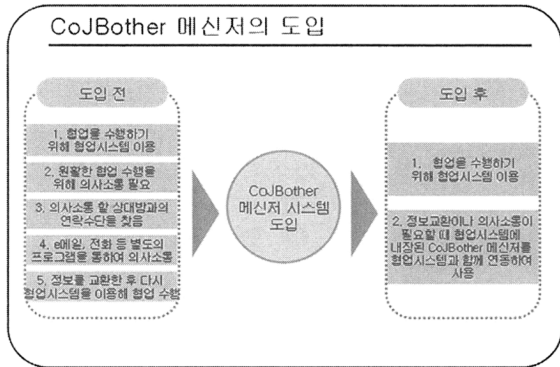 CoJBother 메신저의 도입
도입 전
1. 협업을 수행하기
위해 협업시스템 이용
2. 원활한 협업 수행을
위해 의사소통 필요
3. 의사소통 할 상대방과의
연락수단를 찾음
4. e메일, 전화 등 별도의
프로그램을 통하여 의사소통
5. 정보를 교환한 후 다시
협업시스템을 이용해 협업 수행
CoJBother
메신저 시스템
도입
도입 후
1. 협업을 수행하기
위해 협업시스템 이용
2. 정보교환이나 의사소통이
필요할 때 협업시스템에
내장된 CoJBother 메신저를
협업시스템과 함께 연동하여
사용